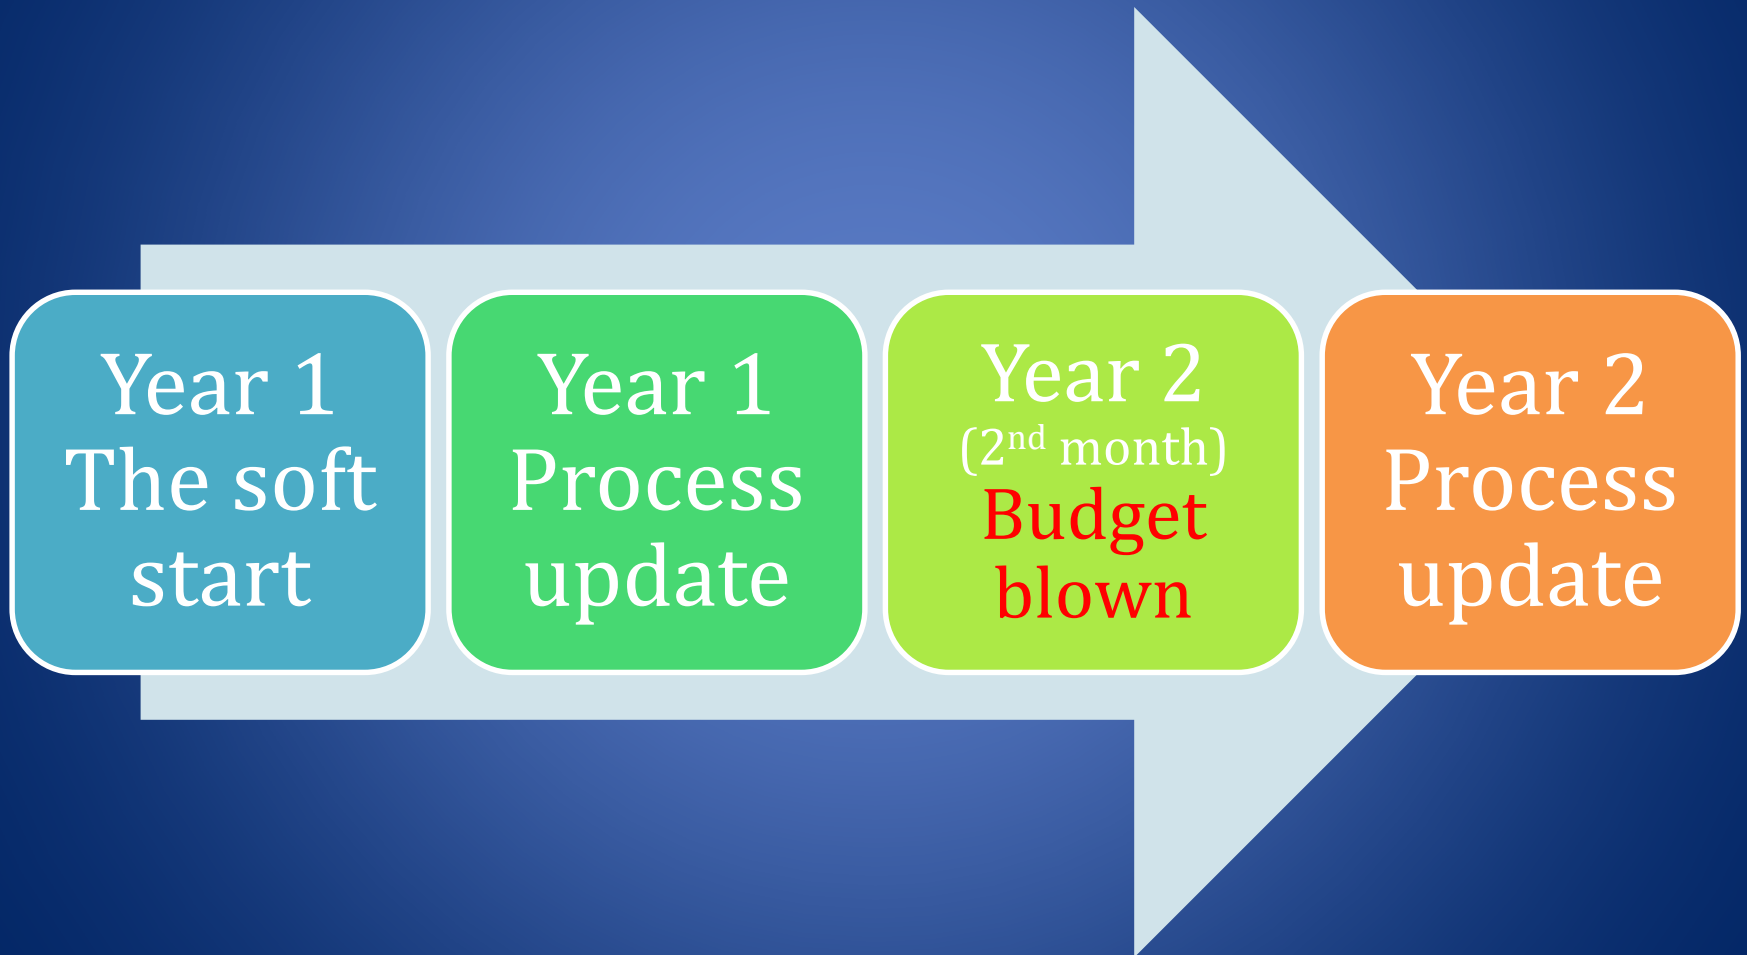 Year 1
The soft
start
Year 1
Process
update
Year 2
(2nd month)
Budget
blown
Year 2
Process
update